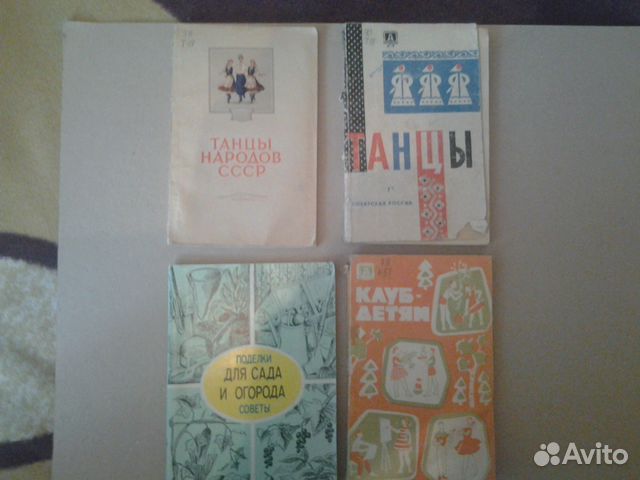 ТАНЦЫ
НАРОДОВ
СССР
ТАНЦЫ
СОВЕТСКАЯ РОССИЯ
ПОДЕЛКИ
ДЛЯ САДА
И ОГОРОДА
СОВЕТЫ
КЛУБ-
ДЕТЯМ
Avito